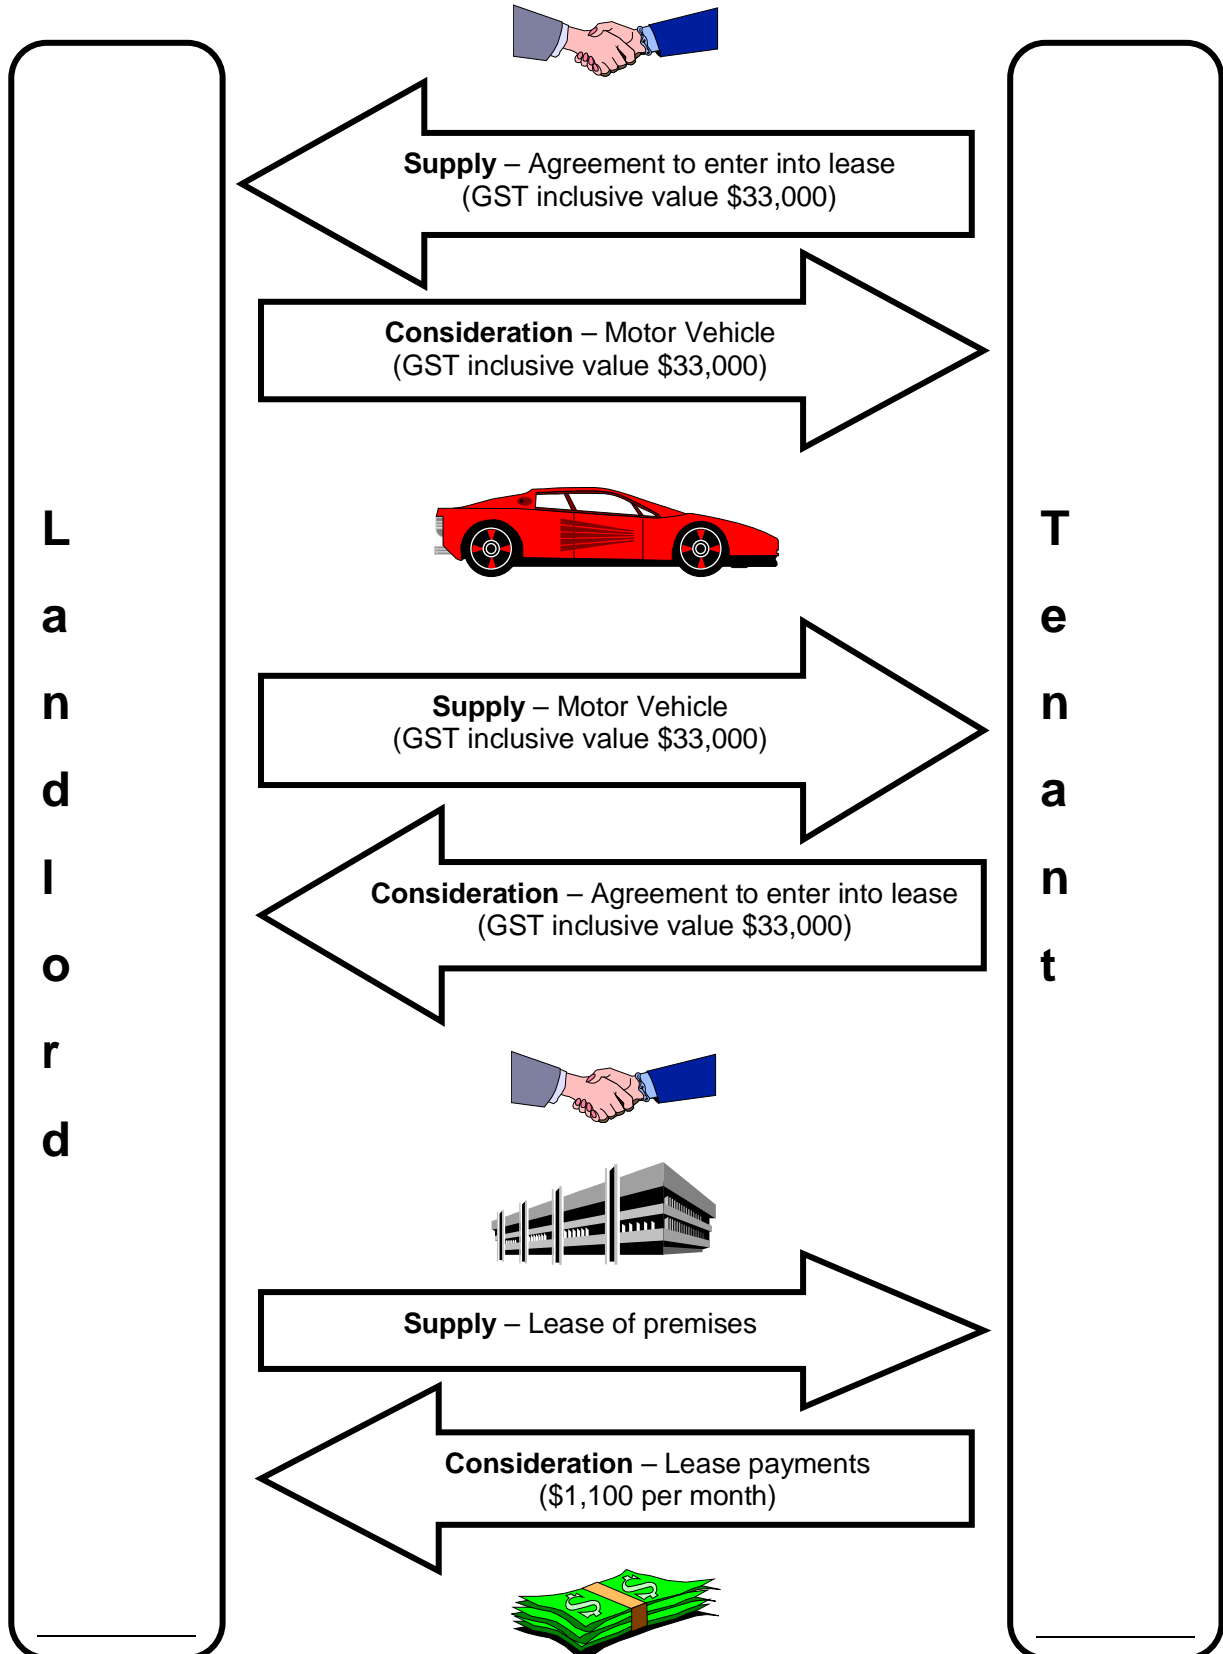 Supply – Agreement to enter into lease
(GST inclusive value $33,000)
Consideration – Motor Vehicle
(GST inclusive value $33,000)
Landlord
Tenant
Supply – Motor Vehicle
(GST inclusive value $33,000)
Consideration – Agreement to enter into lease
(GST inclusive value $33,000)
Supply – Lease of premises
Consideration – Lease payments
($1,100 per month)
$ $